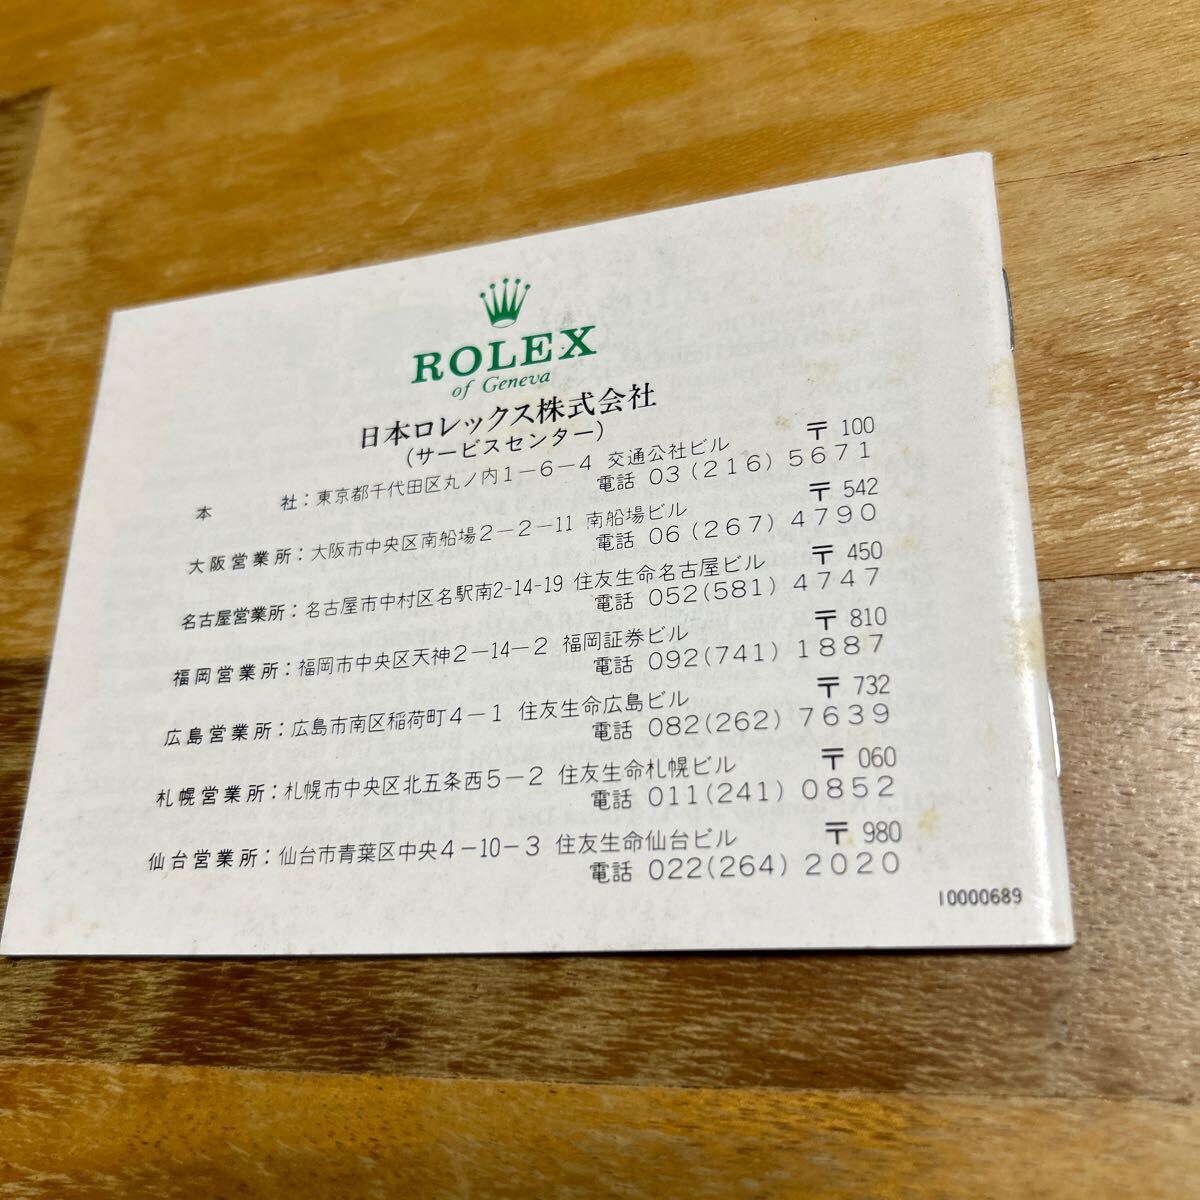 ROLEX
of Geneva
日本ロレックス株式会社
(サービスセンター)
本 社:東京都千代田区丸ノ内1-6-4 交通公社ビル 〒100
電話 03(216)5671
大阪営業所:大阪市中央区南船場2-2-11 南船場ビル 〒542
電話 06(267)4790
名古屋営業所:名古屋市中村区名駅南2-14-19 住友生命名古屋ビル 〒450
電話 052(581)4747
福岡営業所:福岡市中央区天神2-14-2 福岡証券ビル 〒810
電話 092(741)1887
広島営業所:広島市南区稲荷町4-1 住友生命広島ビル 〒732
電話 082(262)7639
札幌営業所:札幌市中央区北五条西5-2 住友生命札幌ビル 〒060
電話 011(241)0852
仙台営業所:仙台市青葉区中央4-10-3 住友生命仙台ビル 〒980
電話 022(264)2020
10000689